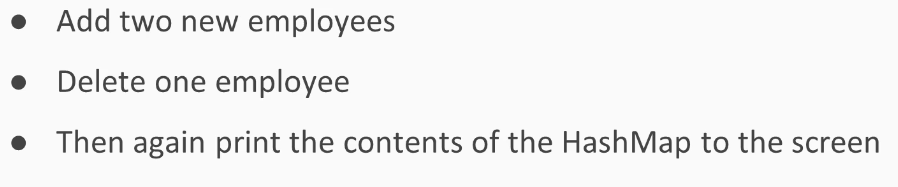 ● Add two new employees
● Delete one employee
● Then again print the contents of the HashMap to the screen